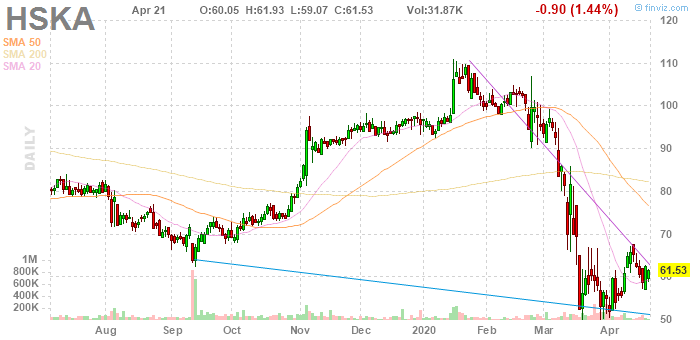 © finviz.com
HSKA Apr 21 O:60.05 H:61.93 L:59.07 C:61.53 Vol:31.87K -0.90 (1.44%)
SMA 50
SMA 200
SMA 20
DAILY
120
110
100
90
80
70
61.53
50
1M
800K
600K
400K
200K
Aug Sep Oct Nov Dec 2020 Feb Mar Apr